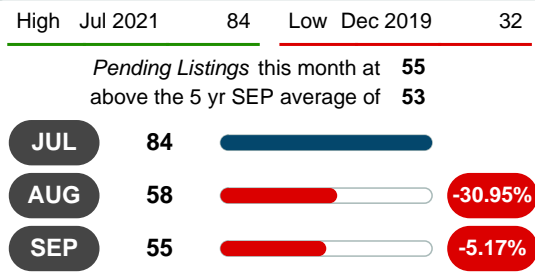 High Jul 2021 84 Low Dec 2019 32
Pending Listings this month at 55
above the 5 yr SEP average of 53
JUL 84
AUG 58 -30.95%
SEP 55 -5.17%